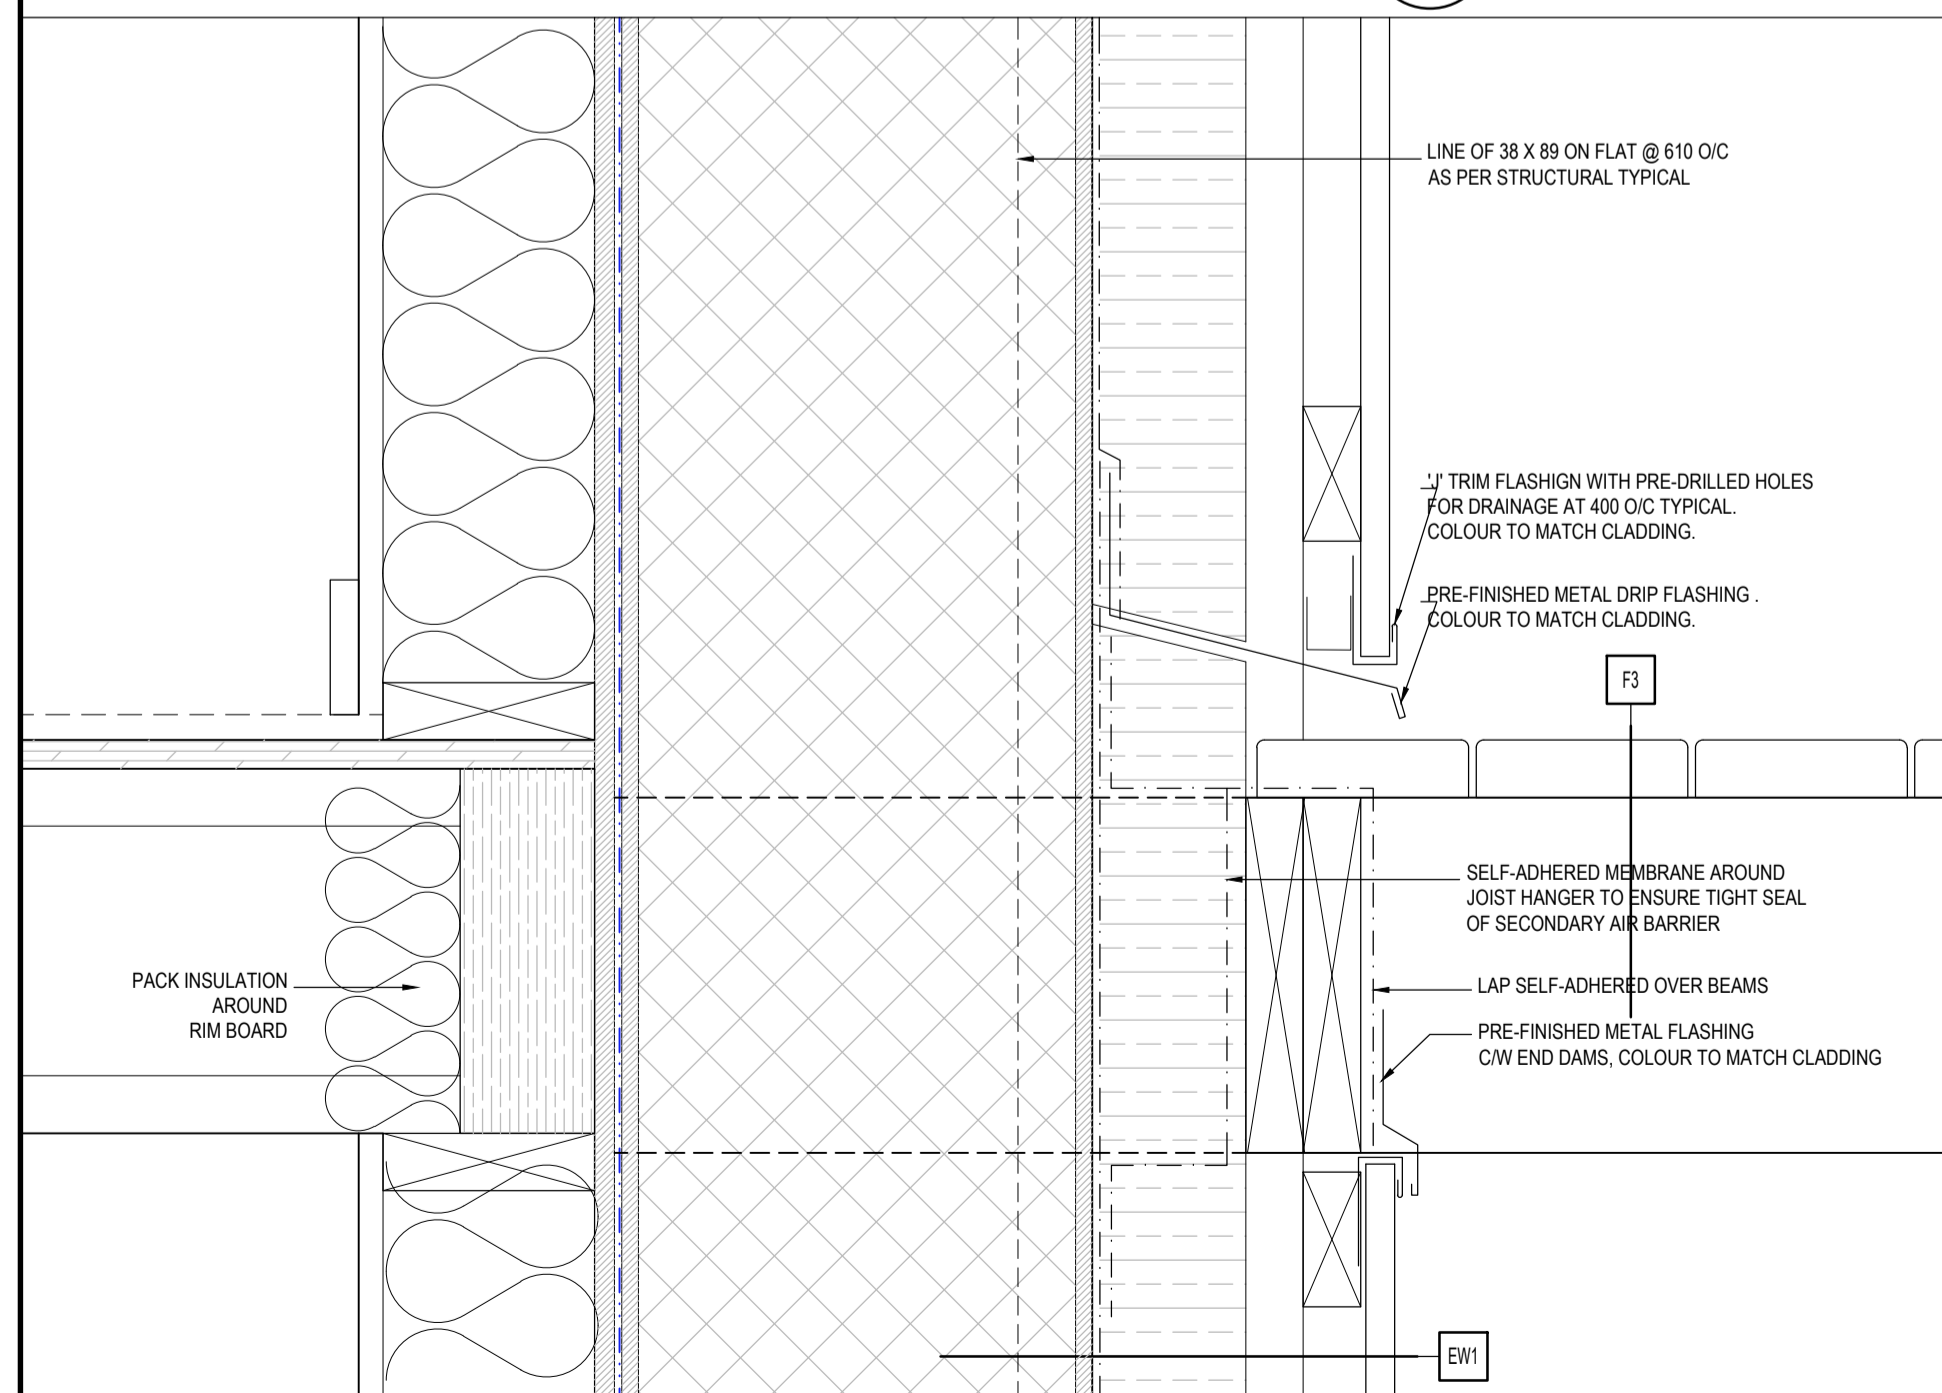 LINE OF 38 X 89 ON FLAT @ 610 O/C
AS PER STRUCTURAL TYPICAL
'J' TRIM FLASHIGN WITH PRE-DRILLED HOLES
FOR DRAINAGE AT 400 O/C TYPICAL.
COLOUR TO MATCH CLADDING.
PRE-FINISHED METAL DRIP FLASHING .
COLOUR TO MATCH CLADDING.
F3
SELF-ADHERED MEMBRANE AROUND
JOIST HANGER TO ENSURE TIGHT SEAL
OF SECONDARY AIR BARRIER
PACK INSULATION
AROUND
RIM BOARD
LAP SELF-ADHERED OVER BEAMS
PRE-FINISHED METAL FLASHING
C/W END DAMS, COLOUR TO MATCH CLADDING
EW1